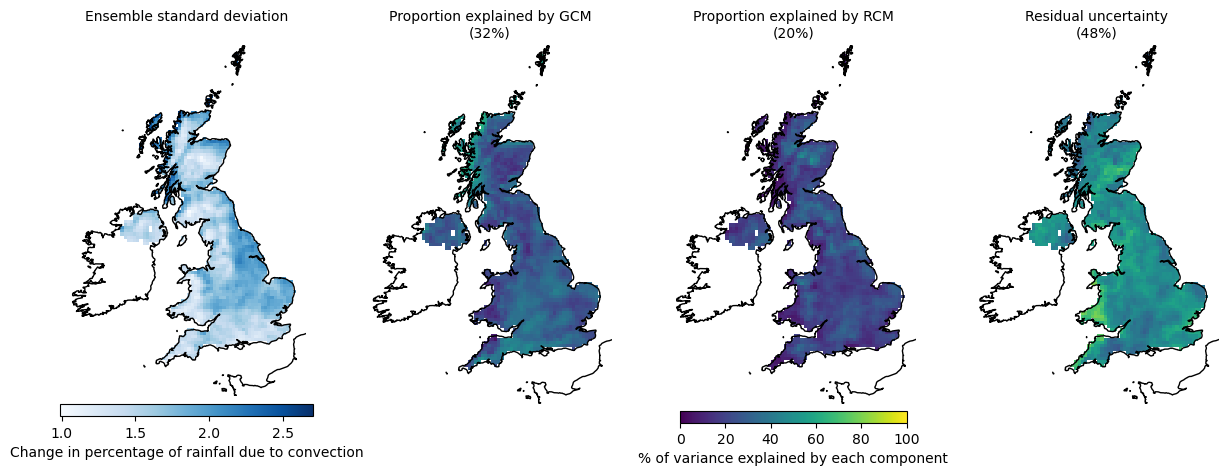 Ensemble standard deviation
Proportion explained by GCM
(32%)
Proportion explained by RCM
(20%)
Residual uncertainty
(48%)
1.0 1.5 2.0 2.5
Change in percentage of rainfall due to convection
0 20 40 60 80 100
% of variance explained by each component